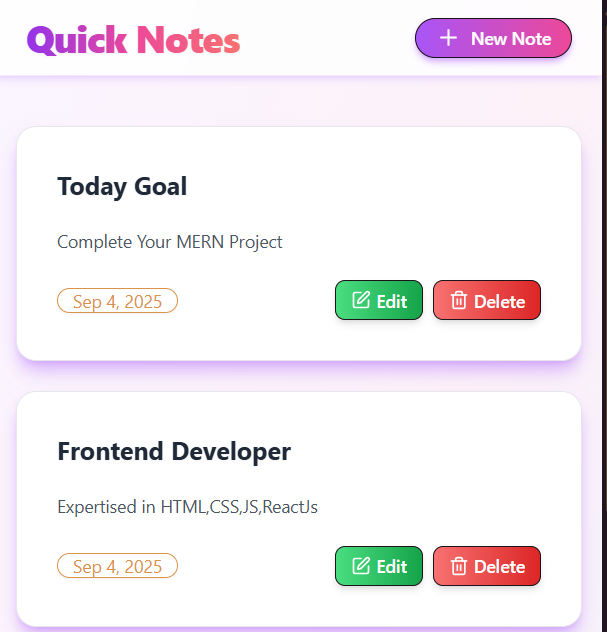 Quick Notes
New Note
Today Goal
Complete Your MERN Project
Sep 4, 2025
Edit
Delete
Frontend Developer
Expertised in HTML,CSS,JS,ReactJs
Sep 4, 2025
Edit
Delete